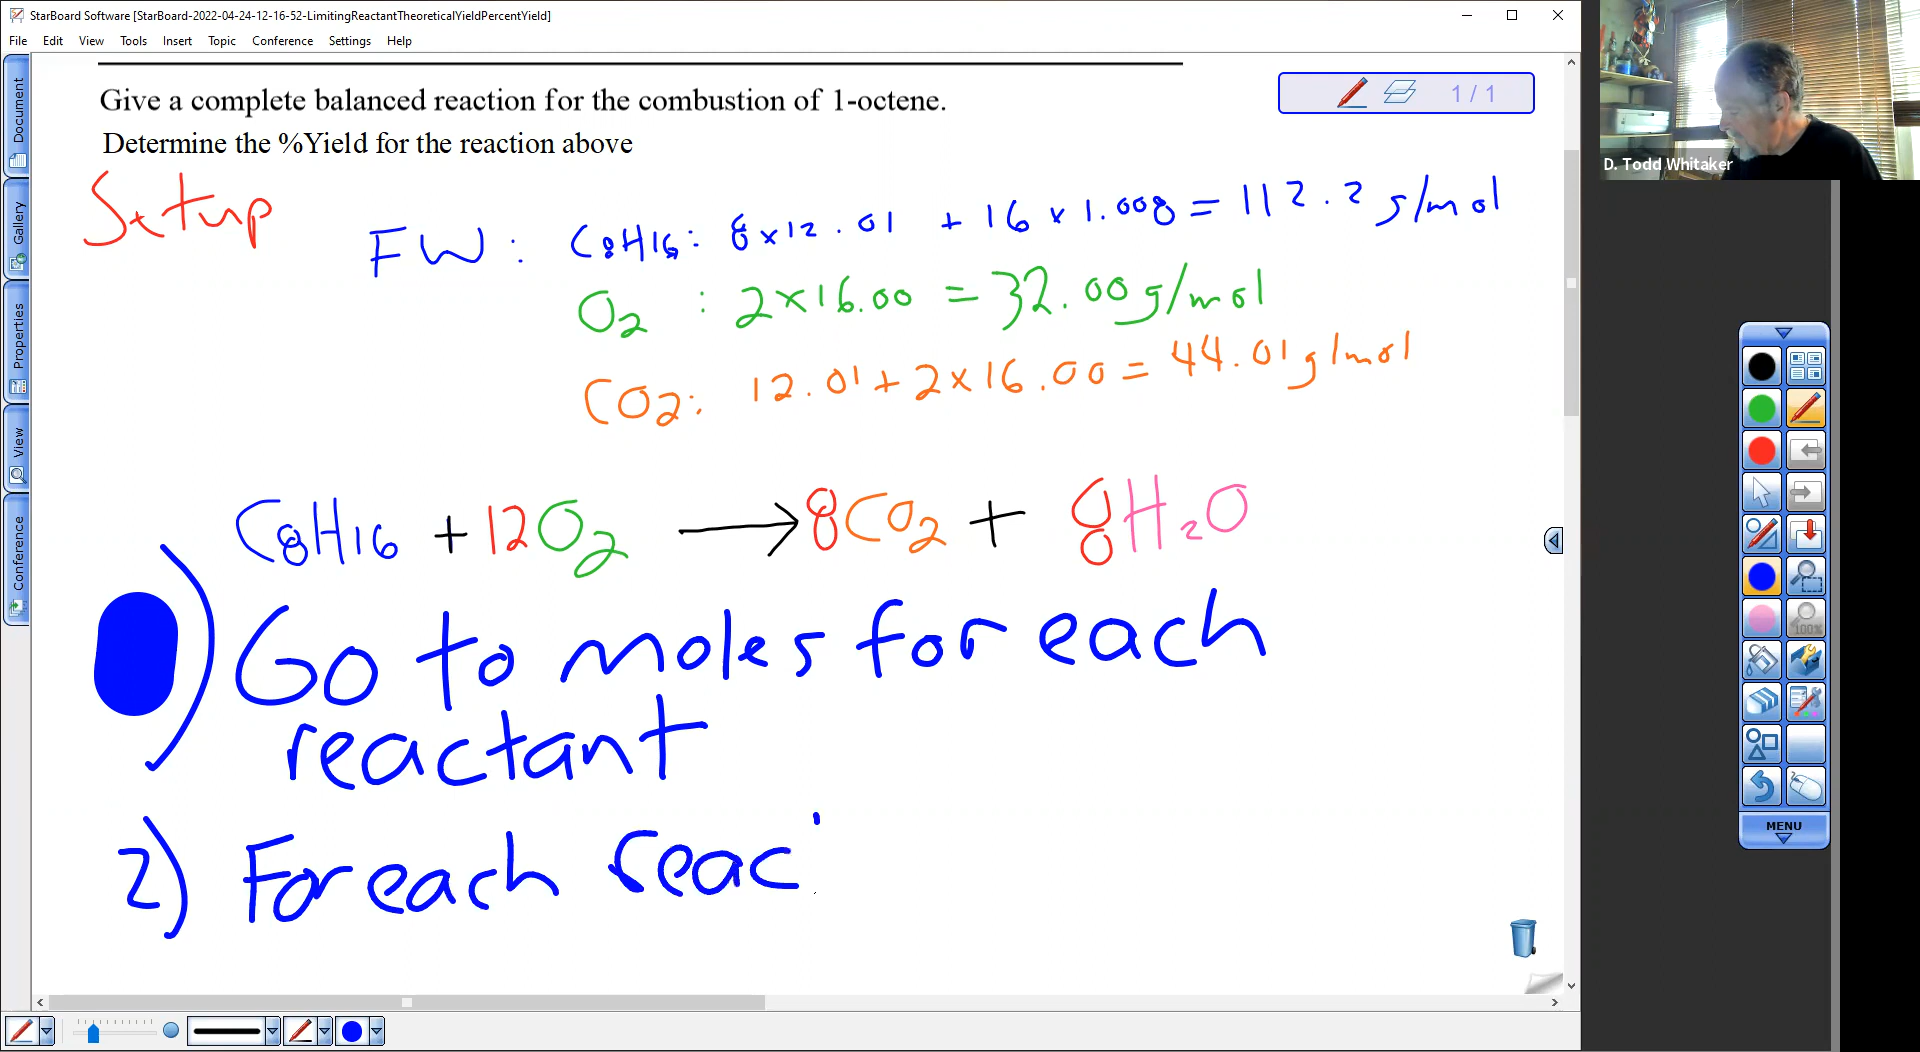 StarBoard Software [StarBoard-2022-04-24-12-16-52-LimitingReactantTheoreticalYieldPercentYield]
File Edit View Tools Insert Topic Conference Settings Help
Document
Gallery
Properties
View
Conference
Give a complete balanced reaction for the combustion of 1-octene.
1 / 1
Determine the %Yield for the reaction above
D. Todd Whitaker
Setup
FW: C8H16: 8×12.01 + 16×1.008 = 112.2 g/mol
O2 : 2×16.00 = 32.00 g/mol
CO2: 12.01+2×16.00 = 44.01 g/mol
C8H16 + 12O2 → 8CO2 + 8H2O
) Go to moles for each
reactant
2) For each reac
100%
MENU